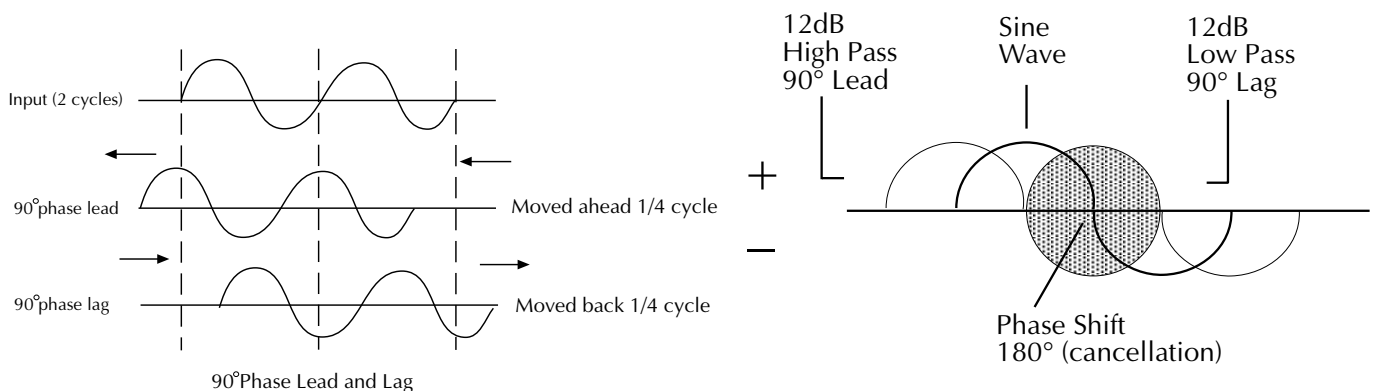 Input (2 cycles)
90°phase lead
Moved ahead 1/4 cycle
90°phase lag
Moved back 1/4 cycle
90°Phase Lead and Lag
12dB
High Pass
90° Lead
Sine
Wave
12dB
Low Pass
90° Lag
+
−
Phase Shift
180° (cancellation)